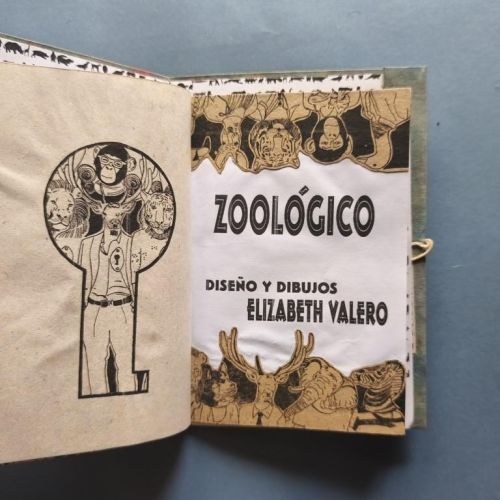 ZOOLÓGICO
DISEÑO Y DIBUJOS
ELIZABETH VALERO